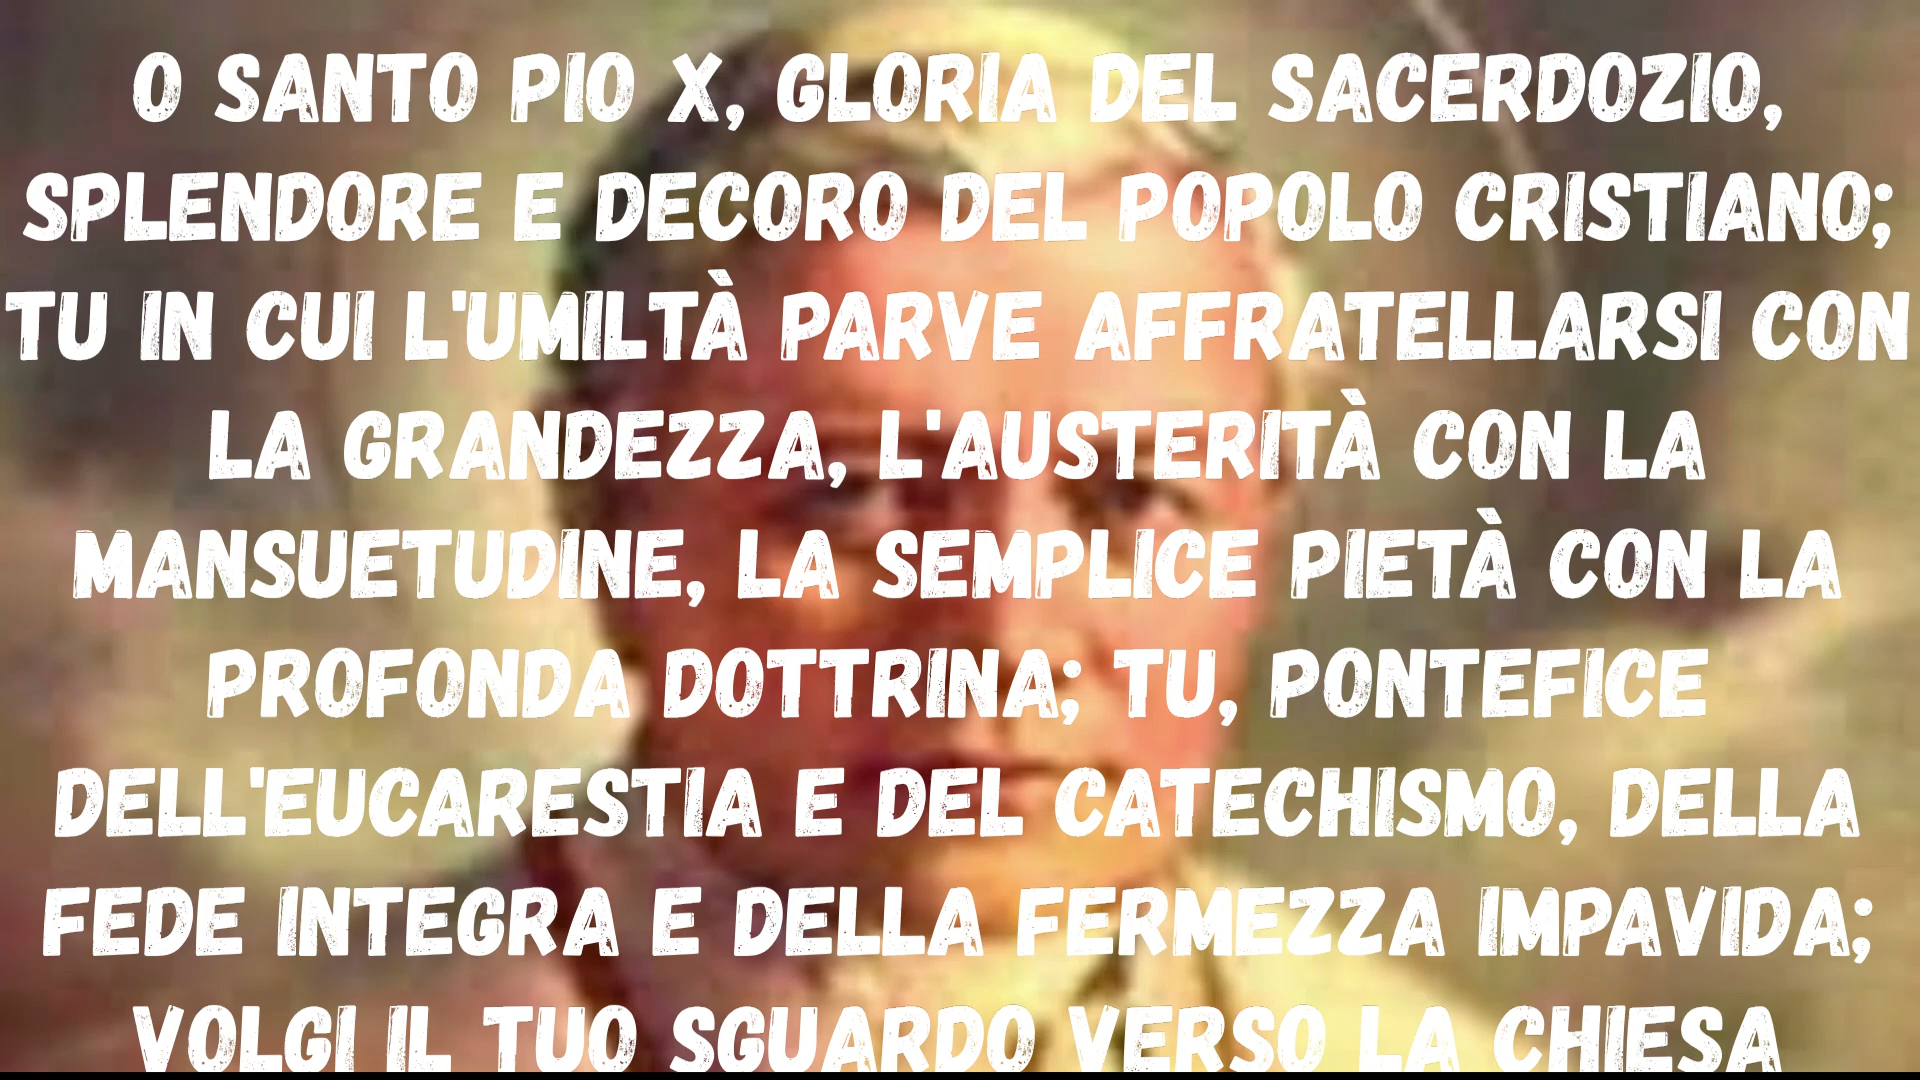 O SANTO PIO X, GLORIA DEL SACERDOZIO,
SPLENDORE E DECORO DEL POPOLO CRISTIANO;
TU IN CUI L'UMILTÀ PARVE AFFRATELLARSI CON
LA GRANDEZZA, L'AUSTERITÀ CON LA
MANSUETUDINE, LA SEMPLICE PIETÀ CON LA
PROFONDA DOTTRINA; TU, PONTEFICE
DELL'EUCARESTIA E DEL CATECHISMO, DELLA
FEDE INTEGRA E DELLA FERMEZZA IMPAVIDA;
VOLGI IL TUO SGUARDO VERSO LA CHIESA